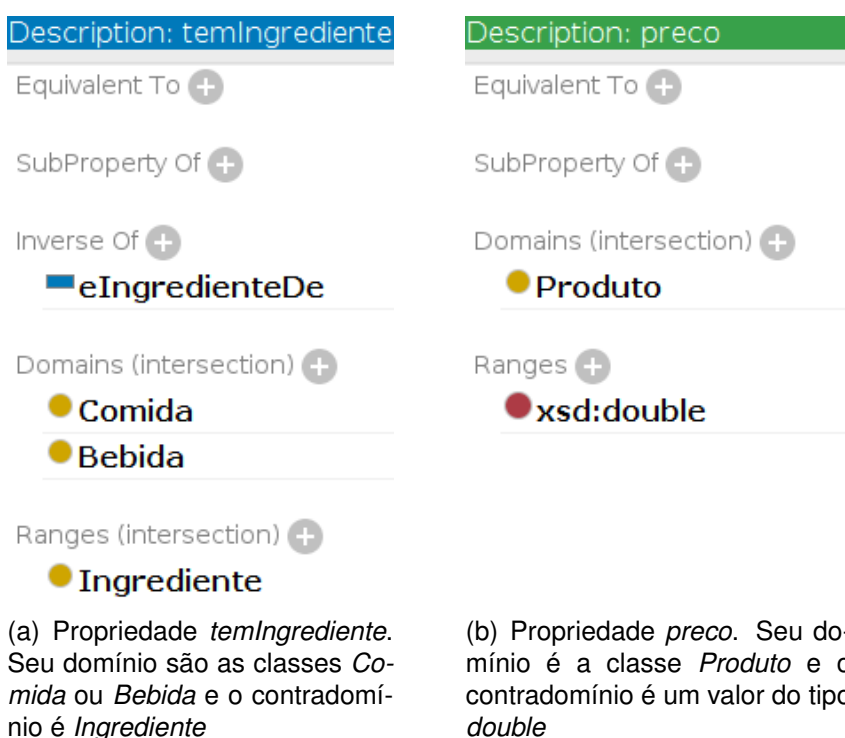 Description: temIngrediente
Equivalent To
SubProperty Of
Inverse Of
eIngredienteDe
Domains (intersection)
Comida
Bebida
Ranges (intersection)
Ingrediente
(a) Propriedade temIngrediente.
Seu domínio são as classes Co-
mida ou Bebida e o contradomí-
nio é Ingrediente
Description: preco
Equivalent To
SubProperty Of
Domains (intersection)
Produto
Ranges
xsd:double
(b) Propriedade preco. Seu do-
mínio é a classe Produto e o
contradomínio é um valor do tipo
double